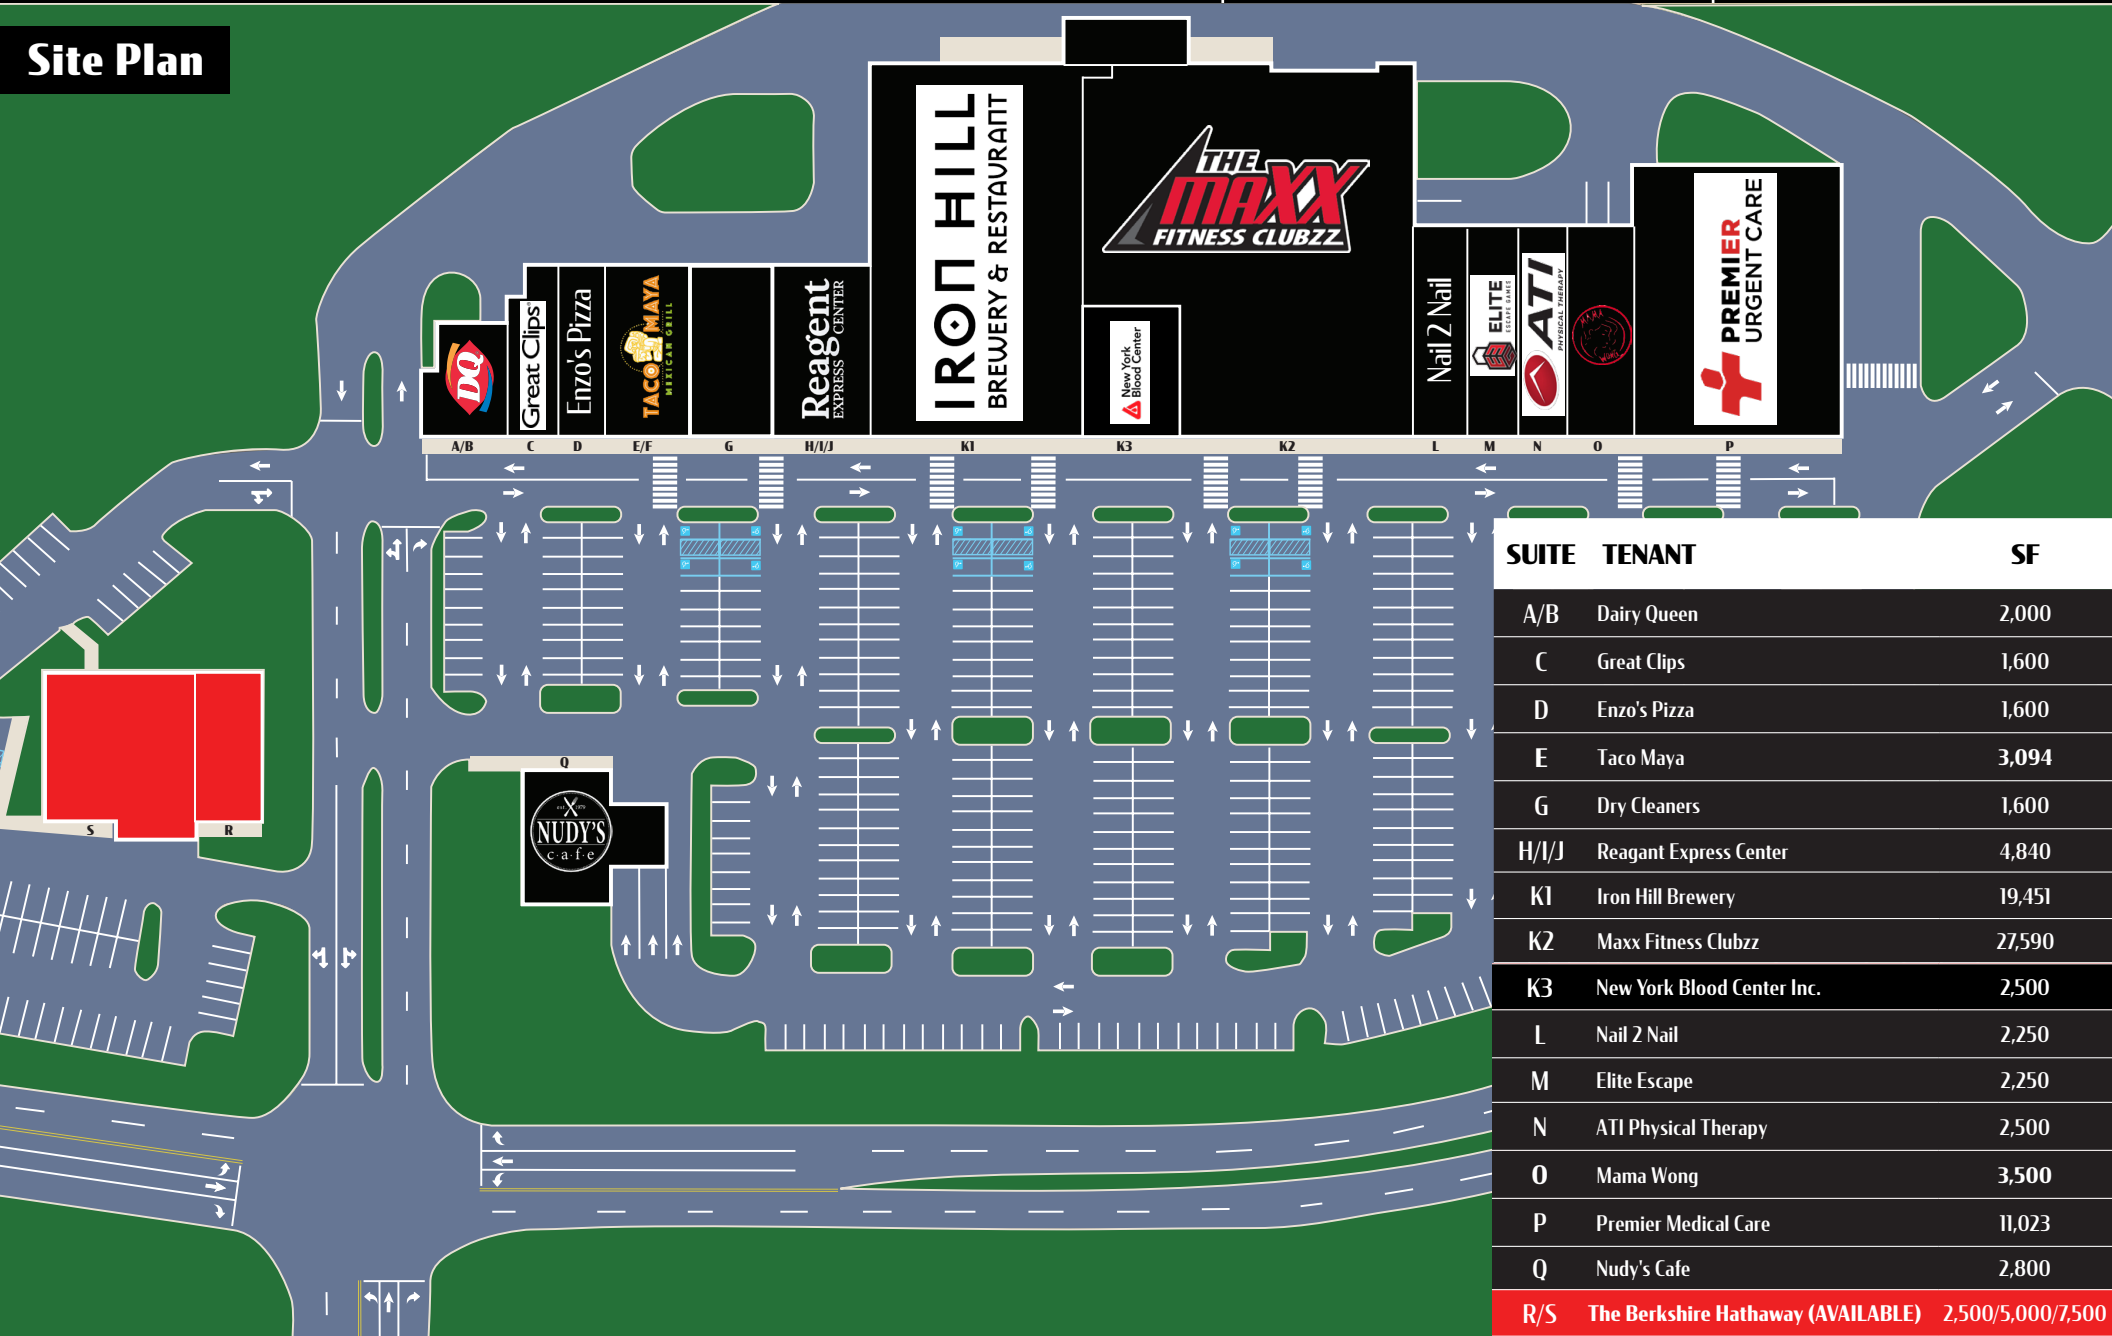 Site Plan
IRON HILL
BREWERY & RESTAURANT
THE
MAXX
FITNESS CLUBZZ
PREMIER
URGENT CARE
DQ
Great Clips
Enzo's Pizza
TACO MAYA
MEXICAN GRILL
Reagent
EXPRESS CENTER
New York
Blood Center
Nail 2 Nail
ELITE
ESCAPE GAMES
ATI
PHYSICAL THERAPY
MAMA
WONG
A/B C D E/F G H/I/J K1 K3 K2 L M N O P
Q
est. 1979
NUDY'S
c·a·f·e
S R
SUITE TENANT SF
A/B Dairy Queen 2,000
C Great Clips 1,600
D Enzo's Pizza 1,600
E Taco Maya 3,094
G Dry Cleaners 1,600
H/I/J Reagant Express Center 4,840
K1 Iron Hill Brewery 19,451
K2 Maxx Fitness Clubzz 27,590
K3 New York Blood Center Inc. 2,500
L Nail 2 Nail 2,250
M Elite Escape 2,250
N ATI Physical Therapy 2,500
O Mama Wong 3,500
P Premier Medical Care 11,023
Q Nudy's Cafe 2,800
R/S The Berkshire Hathaway (AVAILABLE) 2,500/5,000/7,500